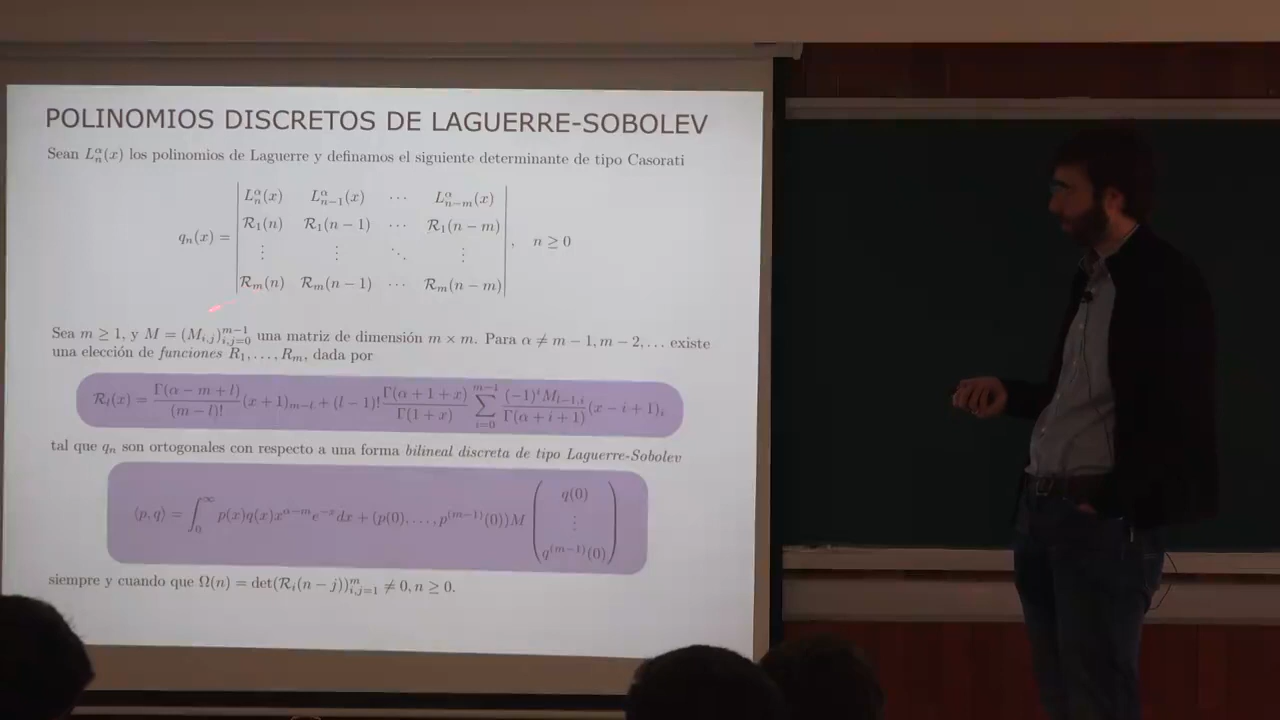 POLINOMIOS DISCRETOS DE LAGUERRE-SOBOLEV
Sean $L_n^\alpha(x)$ los polinomios de Laguerre y definamos el siguiente determinante de tipo Casorati
$q_n(x) = \begin{vmatrix} L_n^\alpha(x) & L_{n-1}^\alpha(x) & \cdots & L_{n-m}^\alpha(x) \\ \mathcal{R}_1(n) & \mathcal{R}_1(n-1) & \cdots & \mathcal{R}_1(n-m) \\ \vdots & \vdots & \ddots & \vdots \\ \mathcal{R}_m(n) & \mathcal{R}_m(n-1) & \cdots & \mathcal{R}_m(n-m) \end{vmatrix}, \quad n \geq 0$
Sea $m \geq 1$, y $M = (M_{i,j})_{i,j=0}^{m-1}$ una matriz de dimensión $m \times m$. Para $\alpha \neq m-1, m-2, \ldots$ existe
una elección de funciones $R_1, \ldots, R_m$, dada por
$\mathcal{R}_l(x) = \frac{\Gamma(\alpha-m+l)}{(m-l)!}(x+1)_{m-l} + (l-1)!\frac{\Gamma(\alpha+1+x)}{\Gamma(1+x)} \sum_{i=0}^{m-1} \frac{(-1)^i M_{l-1,i}}{\Gamma(\alpha+i+1)}(x-i+1)_i$
tal que $q_n$ son ortogonales con respecto a una forma bilineal discreta de tipo Laguerre-Sobolev
$\langle p, q \rangle = \int_0^\infty p(x)q(x)x^{\alpha-m}e^{-x}dx + (p(0), \ldots, p^{(m-1)}(0))M \begin{pmatrix} q(0) \\ \vdots \\ q^{(m-1)}(0) \end{pmatrix}$
siempre y cuando que $\Omega(n) = \det(\mathcal{R}_i(n-j))_{i,j=1}^m \neq 0, n \geq 0.$